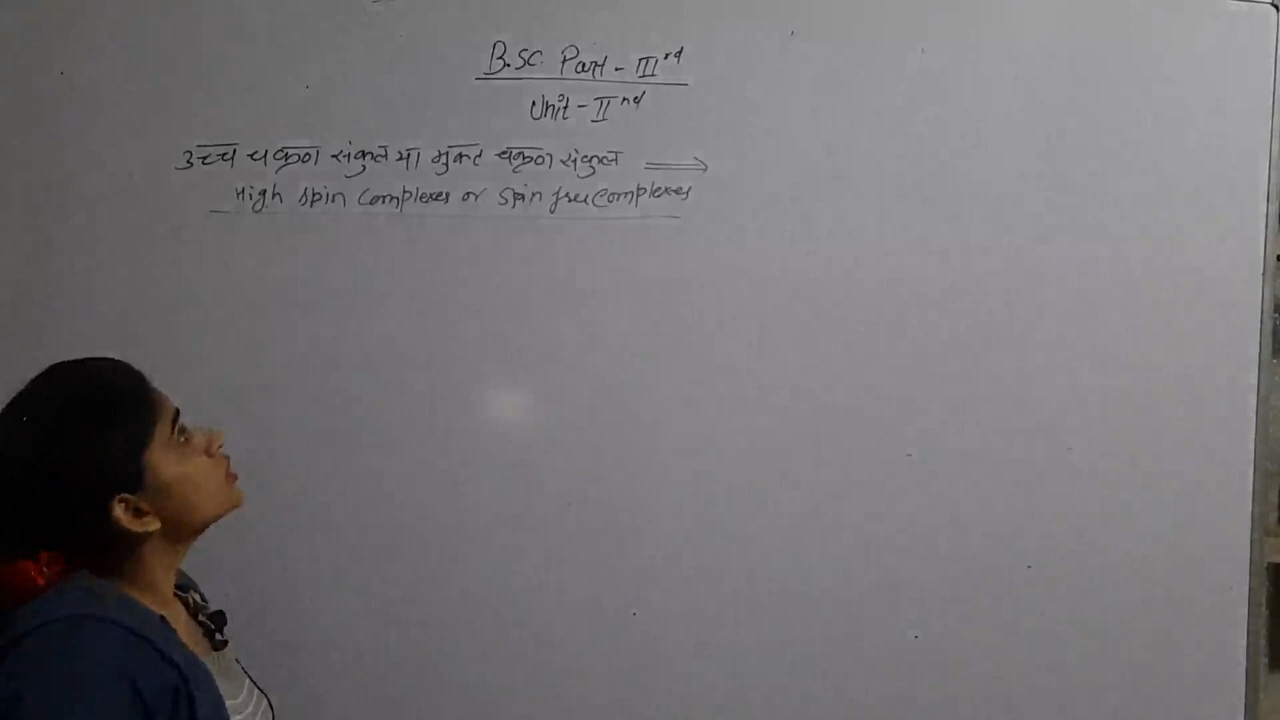 B.SC. Part - III rd
Unit - II nd
उच्च चक्रण संकुल या मुक्त चक्रण संकुल ⟹
High spin complexes or spin free complexes